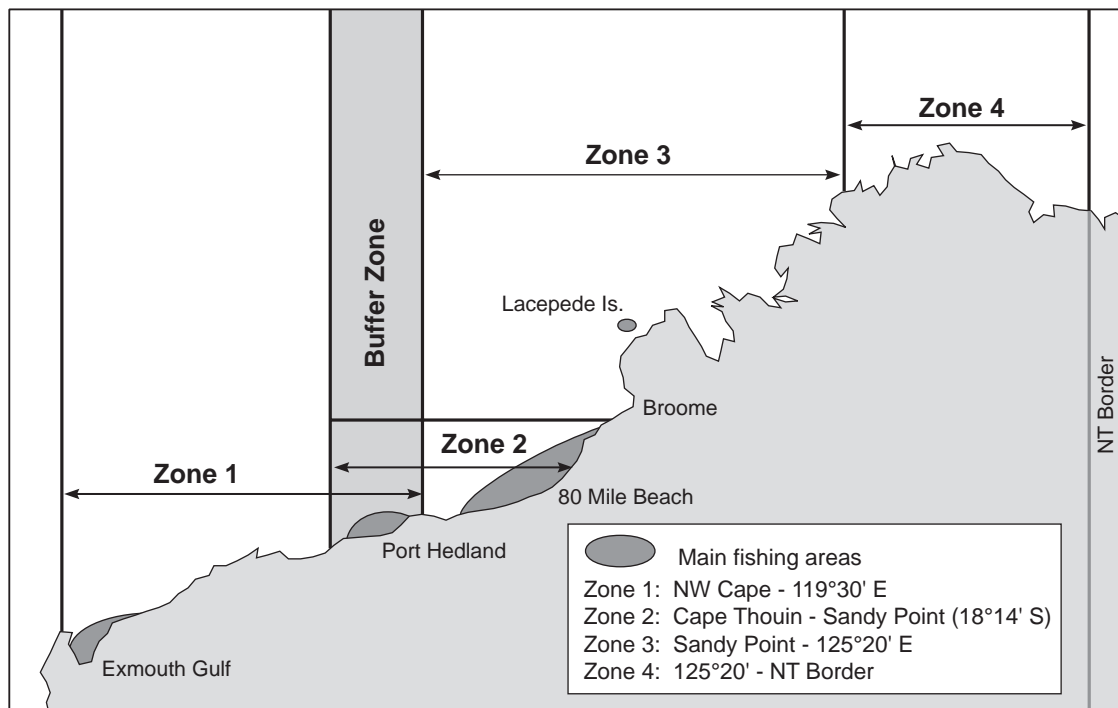 Zone 4
Zone 3
Buffer Zone
Lacepede Is.
NT Border
Broome
Zone 2
Zone 1
80 Mile Beach
Port Hedland
Exmouth Gulf
Main fishing areas
Zone 1: NW Cape - 119°30' E
Zone 2: Cape Thouin - Sandy Point (18°14' S)
Zone 3: Sandy Point - 125°20' E
Zone 4: 125°20' - NT Border